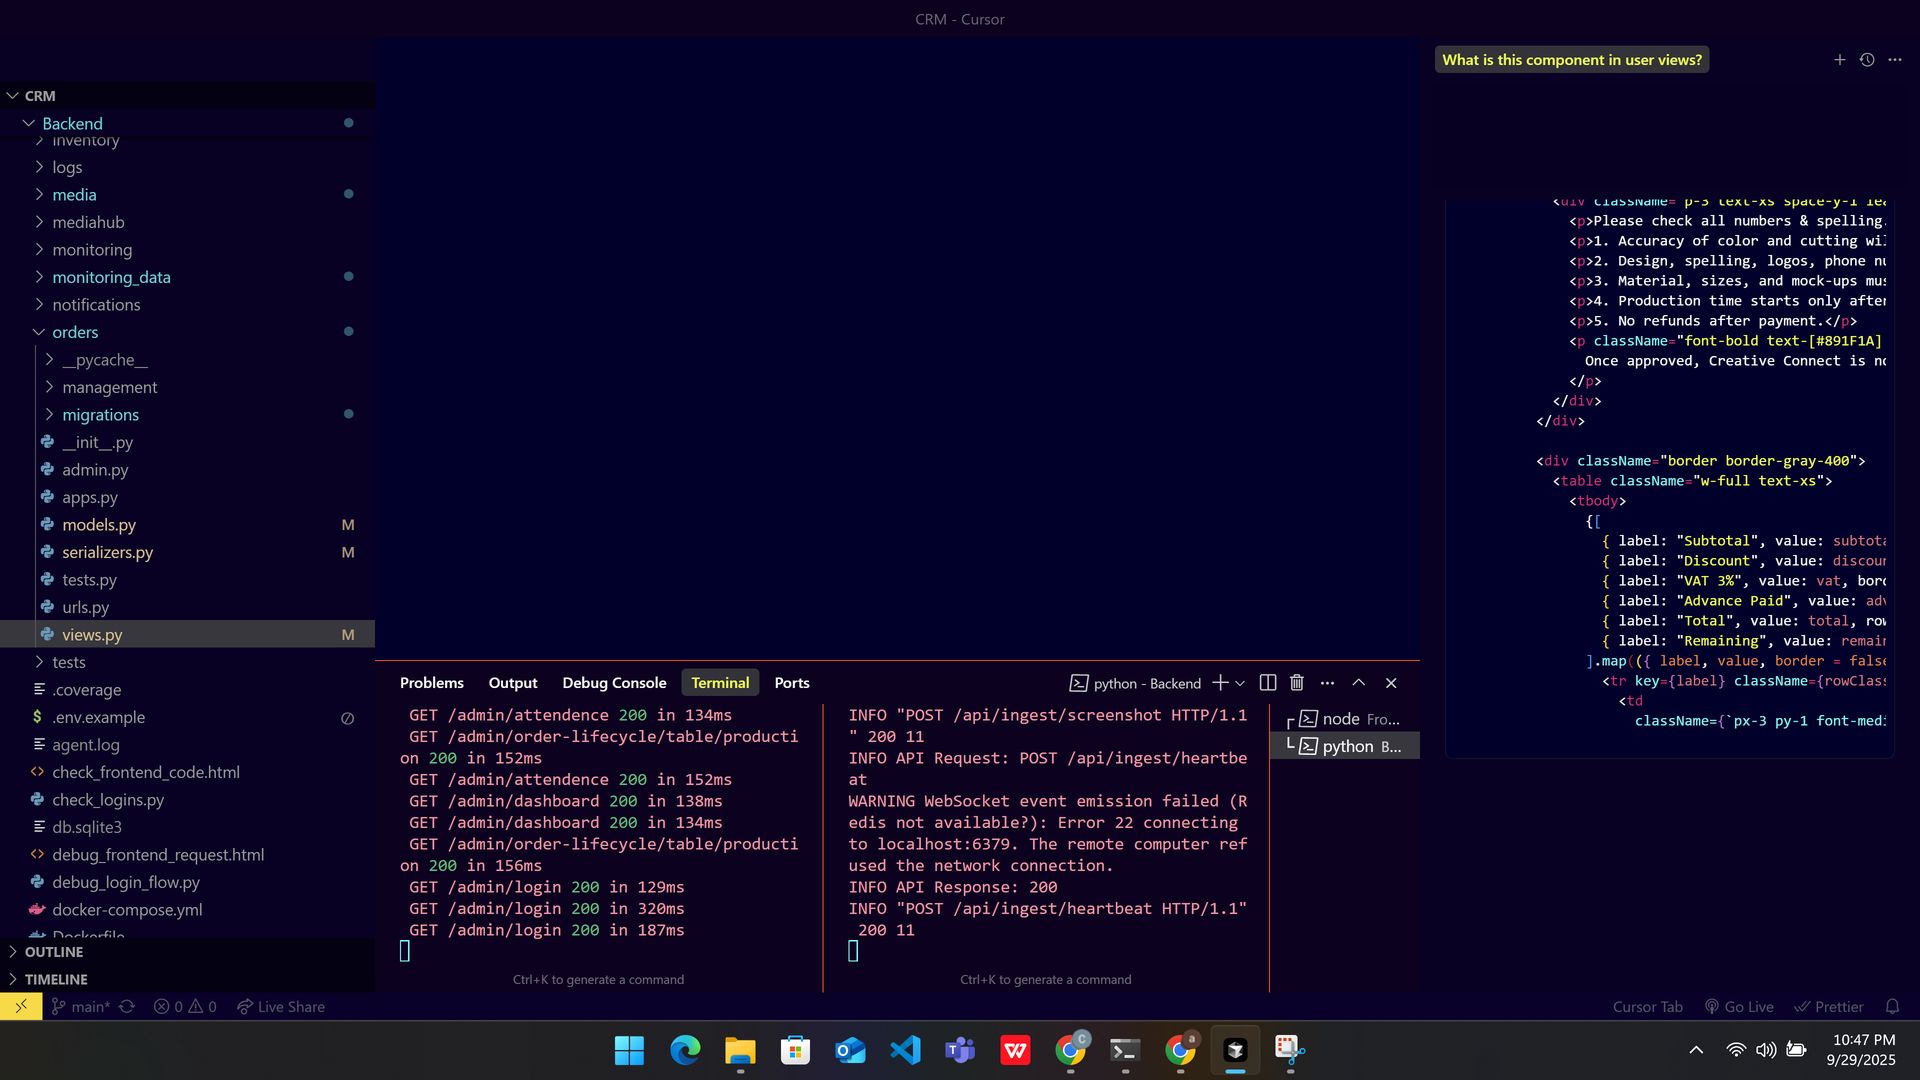 CRM - Cursor
What is this component in user views?
CRM
Backend
inventory
logs
media
mediahub
monitoring
monitoring_data
notifications
orders
__pycache__
management
migrations
__init__.py
admin.py
apps.py
models.py M
serializers.py M
tests.py
urls.py
views.py M
tests
.coverage
.env.example
agent.log
check_frontend_code.html
check_logins.py
db.sqlite3
debug_frontend_request.html
debug_login_flow.py
docker-compose.yml
Dockerfile
OUTLINE
TIMELINE
Problems Output Debug Console Terminal Ports
python - Backend
GET /admin/attendence 200 in 134ms
GET /admin/order-lifecycle/table/producti
on 200 in 152ms
GET /admin/attendence 200 in 152ms
GET /admin/dashboard 200 in 138ms
GET /admin/dashboard 200 in 134ms
GET /admin/order-lifecycle/table/producti
on 200 in 156ms
GET /admin/login 200 in 129ms
GET /admin/login 200 in 320ms
GET /admin/login 200 in 187ms
Ctrl+K to generate a command
INFO "POST /api/ingest/screenshot HTTP/1.1
" 200 11
INFO API Request: POST /api/ingest/heartbe
at
WARNING WebSocket event emission failed (R
edis not available?): Error 22 connecting
to localhost:6379. The remote computer ref
used the network connection.
INFO API Response: 200
INFO "POST /api/ingest/heartbeat HTTP/1.1"
200 11
Ctrl+K to generate a command
node Fro...
python B...
<div className="p-3 text-xs space-y-1 lea
<p>Please check all numbers & spelling.
<p>1. Accuracy of color and cutting wil
<p>2. Design, spelling, logos, phone nu
<p>3. Material, sizes, and mock-ups mus
<p>4. Production time starts only after
<p>5. No refunds after payment.</p>
<p className="font-bold text-[#891F1A]
Once approved, Creative Connect is no
</p>
</div>
</div>
<div className="border border-gray-400">
<table className="w-full text-xs">
<tbody>
{[
{ label: "Subtotal", value: subtota
{ label: "Discount", value: discoun
{ label: "VAT 3%", value: vat, bord
{ label: "Advance Paid", value: adv
{ label: "Total", value: total, row
{ label: "Remaining", value: remain
].map(({ label, value, border = false
<tr key={label} className={rowClass
<td
className={`px-3 py-1 font-medi
main* 0 0 Live Share
Cursor Tab Go Live Prettier
10:47 PM
9/29/2025